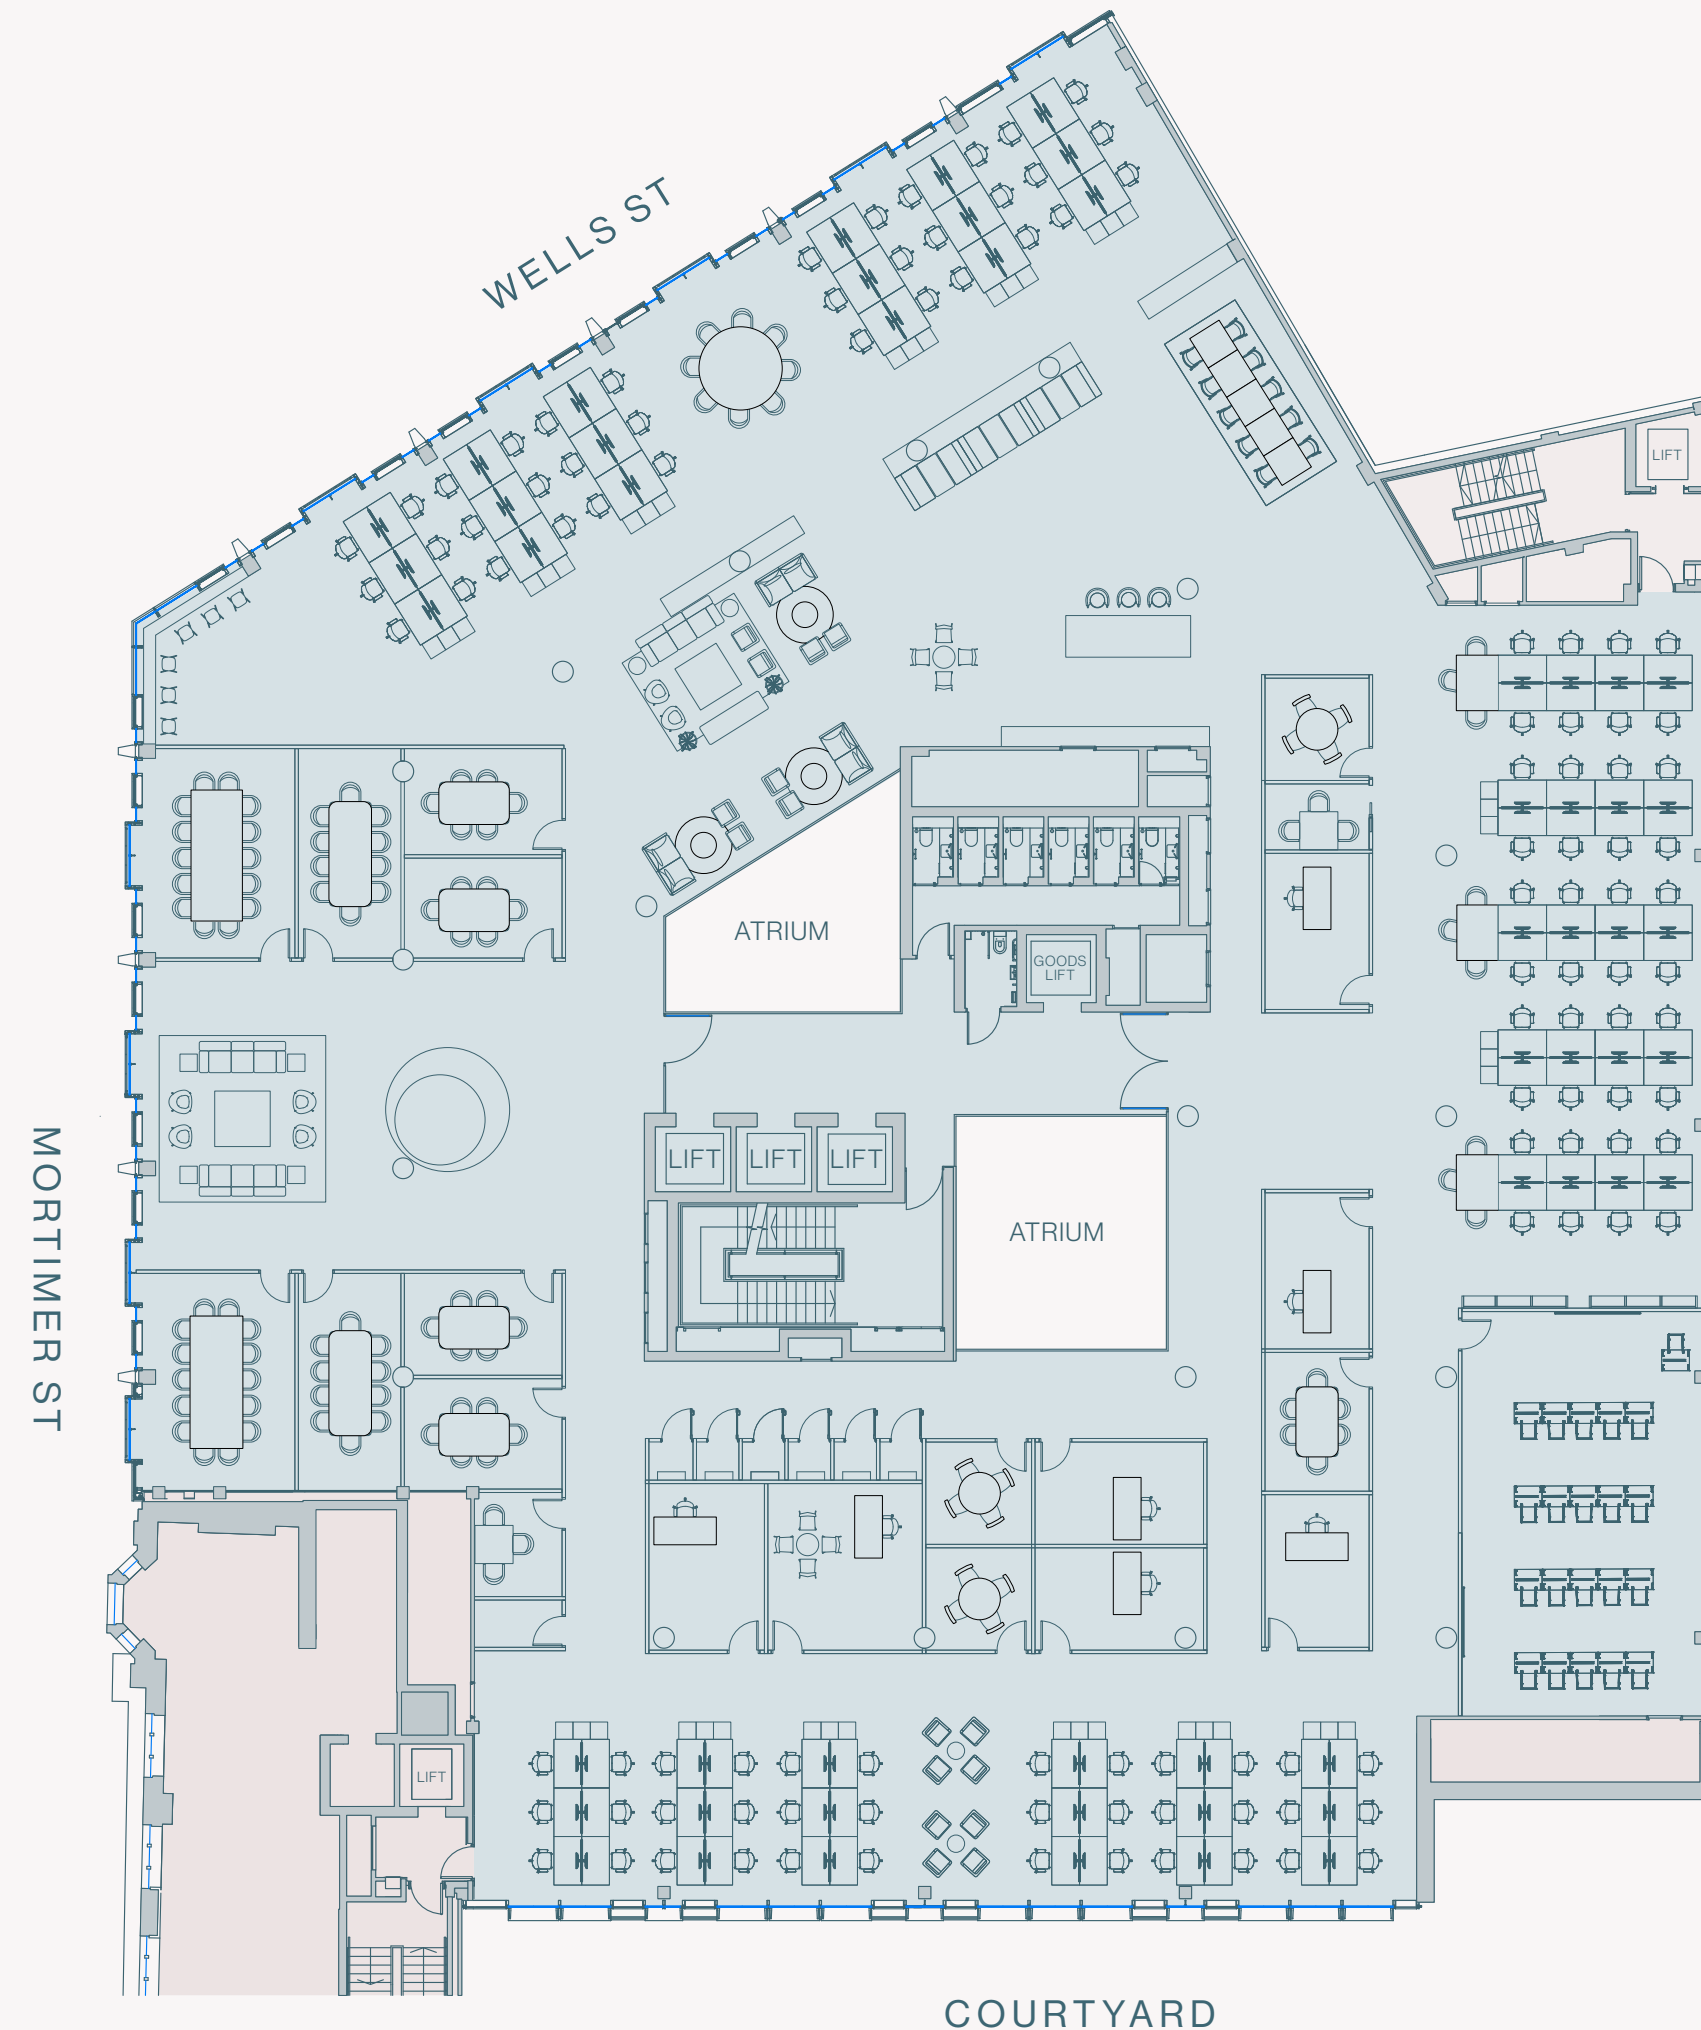 WELLS ST
LIFT
ATRIUM
GOODS
LIFT
MORTIMER ST
LIFT
LIFT
LIFT
ATRIUM
LIFT
COURTYARD